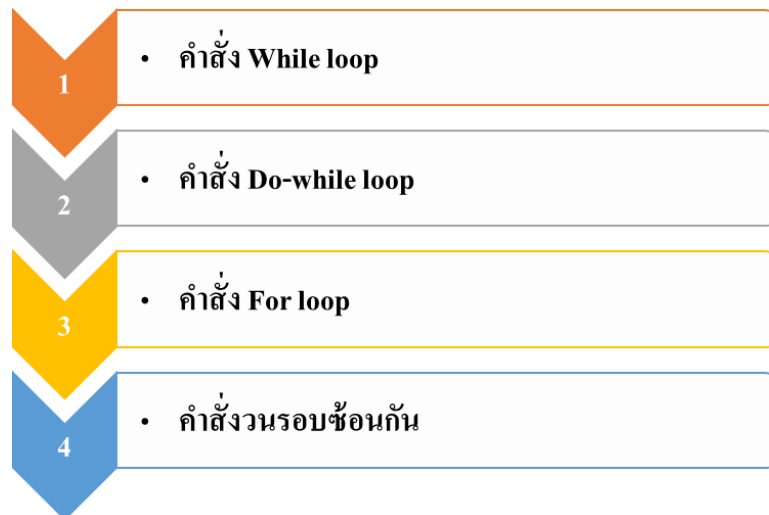 1
• คำสั่ง While loop
2
• คำสั่ง Do-while loop
3
• คำสั่ง For loop
4
• คำสั่งวนรอบซ้อนกัน